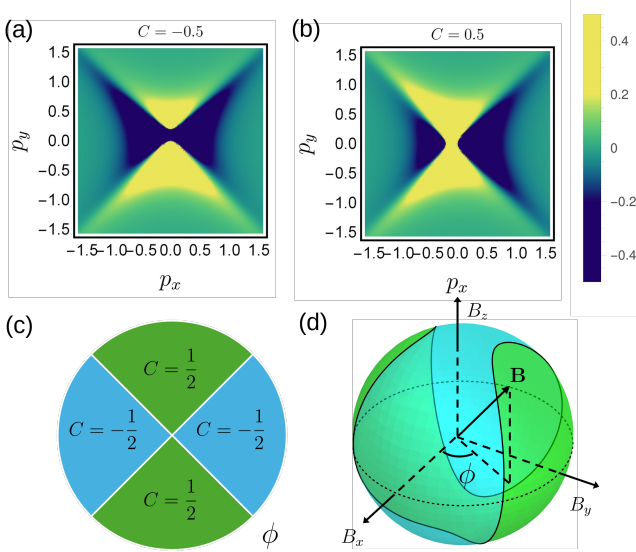 (a)
C = −0.5
1.5
1.0
0.5
0.0
−0.5
−1.0
−1.5
p_y
−1.5 −1.0 0.0 0.5 1.0 1.5
p_x
(b)
C = 0.5
1.5
1.0
0.5
0.0
−0.5
−1.0
−1.5
p_y
−1.5 −1.0 0.0 0.5 1.0 1.5
p_x
0.4
0.2
0
−0.2
−0.4
(c)
C = 1/2
C = −1/2
C = −1/2
C = 1/2
ϕ
(d)
B_z
B
ϕ
B_y
B_x